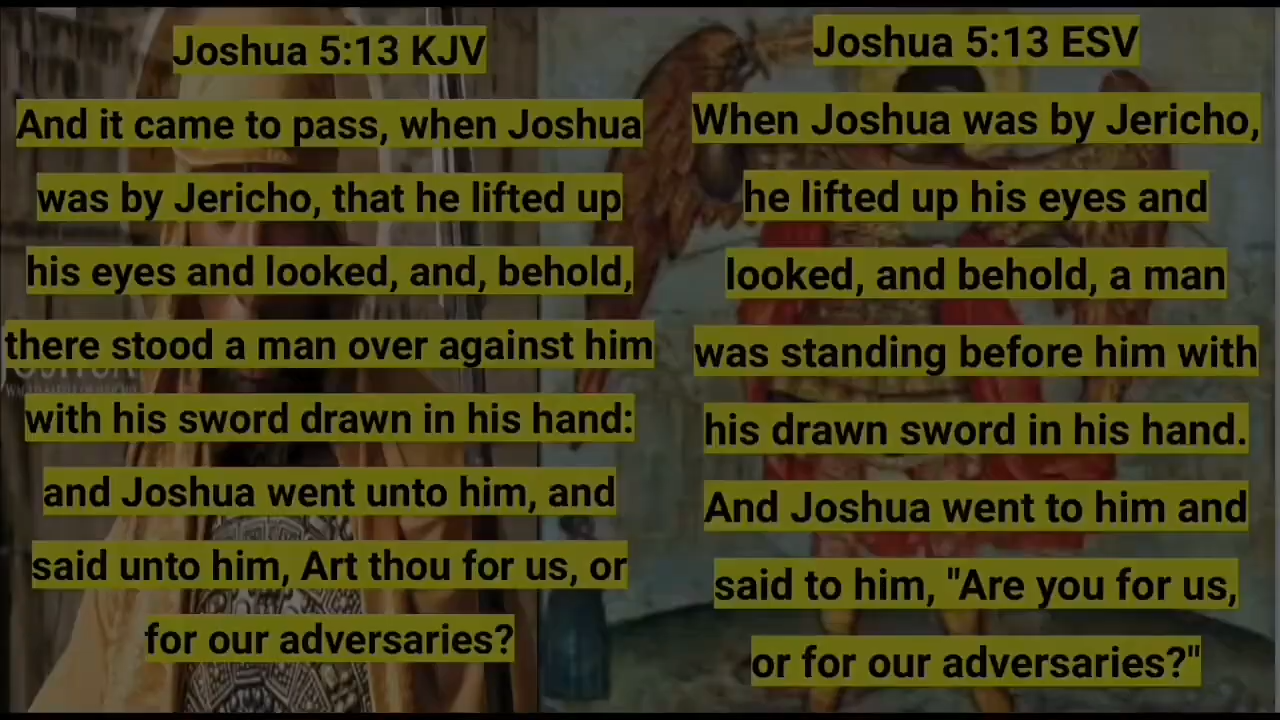 Joshua 5:13 KJV
And it came to pass, when Joshua
was by Jericho, that he lifted up
his eyes and looked, and, behold,
there stood a man over against him
with his sword drawn in his hand:
and Joshua went unto him, and
said unto him, Art thou for us, or
for our adversaries?
Joshua 5:13 ESV
When Joshua was by Jericho,
he lifted up his eyes and
looked, and behold, a man
was standing before him with
his drawn sword in his hand.
And Joshua went to him and
said to him, "Are you for us,
or for our adversaries?"